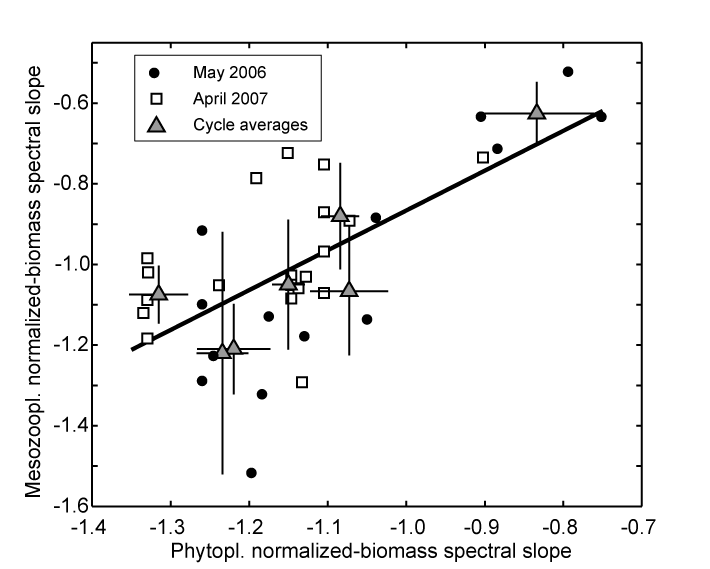 May 2006
April 2007
Cycle averages
Mesozoopl. normalized-biomass spectral slope
-0.6
-0.8
-1.0
-1.2
-1.4
-1.6
-1.4 -1.3 -1.2 -1.1 -1.0 -0.9 -0.8 -0.7
Phytopl. normalized-biomass spectral slope